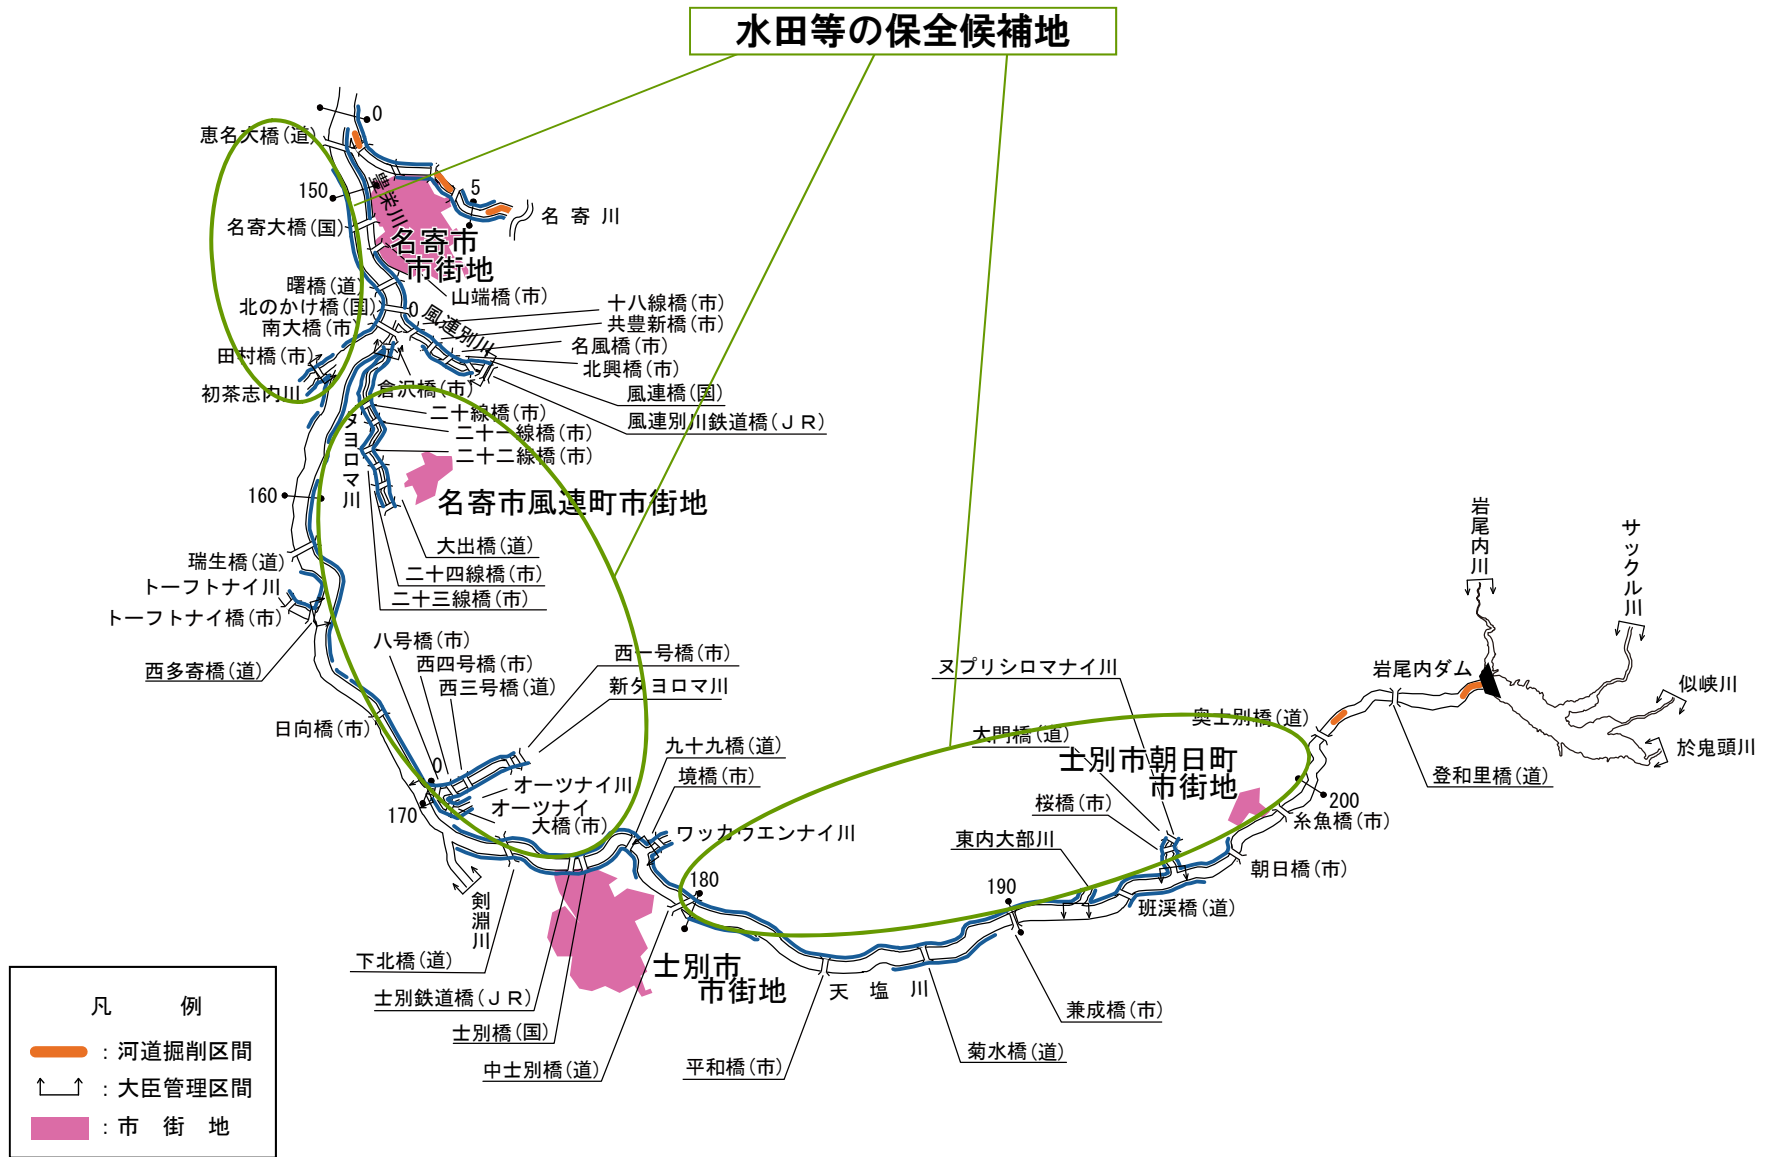 水田等の保全候補地
0
恵名大橋(道)
150
豊栄川
5
名寄川
名寄大橋(国)
名寄市
市街地
曙橋(道)
山端橋(市)
北のかけ橋(国)
0
風連別川
十八線橋(市)
南大橋(市)
共豊新橋(市)
名風橋(市)
田村橋(市)
北興橋(市)
初茶志内川
倉沢橋(市)
風連橋(国)
二十線橋(市)
風連別川鉄道橋(JR)
二十一線橋(市)
タヨロマ川
二十二線橋(市)
160
名寄市風連町市街地
大出橋(道)
瑞生橋(道)
二十四線橋(市)
トーフトナイ川
二十三線橋(市)
トーフトナイ橋(市)
八号橋(市)
西一号橋(市)
西四号橋(市)
西多寄橋(道)
西三号橋(道)
新タヨロマ川
日向橋(市)
0
オーツナイ川
170
オーツナイ
大橋(市)
九十九橋(道)
境橋(市)
ワッカウエンナイ川
ヌプリシロマナイ川
大門橋(道)
奥士別橋(道)
士別市朝日町
市街地
桜橋(市)
東内大部川
岩尾内川
サックル川
岩尾内ダム
似峡川
於鬼頭川
登和里橋(道)
200
糸魚橋(市)
朝日橋(市)
班渓橋(道)
180
190
剣淵川
下北橋(道)
士別市
市街地
天塩川
士別鉄道橋(JR)
士別橋(国)
中士別橋(道)
平和橋(市)
菊水橋(道)
兼成橋(市)
凡例
:河道掘削区間
:大臣管理区間
:市街地